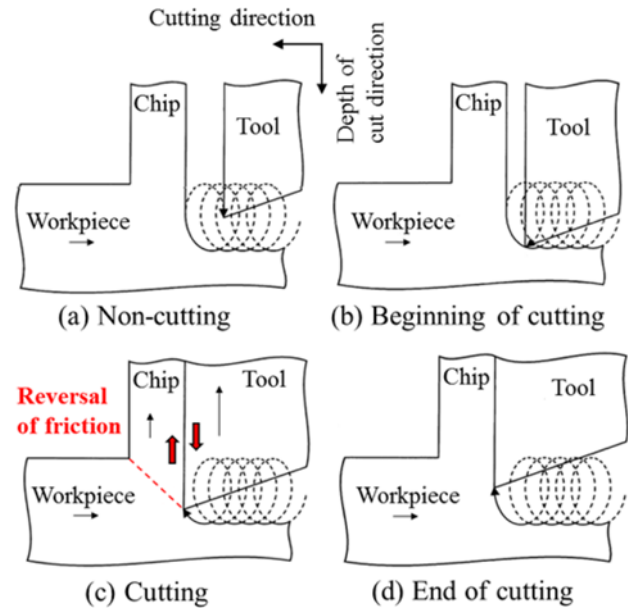 Cutting direction
Depth of
cut direction
Chip
Tool
Workpiece
(a) Non-cutting
Chip
Tool
Workpiece
(b) Beginning of cutting
Reversal
of friction
Chip
Tool
Workpiece
(c) Cutting
Chip
Tool
Workpiece
(d) End of cutting